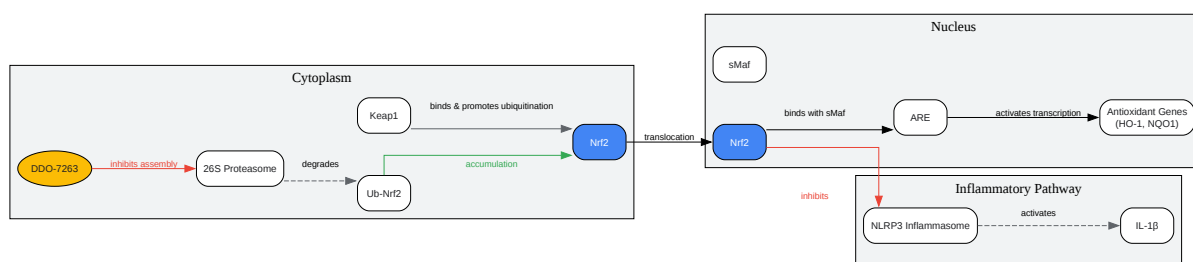 Nucleus
sMaf
Cytoplasm
Keap1
binds & promotes ubiquitination
Nrf2
translocation
Nrf2
binds with sMaf
ARE
activates transcription
Antioxidant Genes
(HO-1, NQO1)
DDO-7263
inhibits assembly
26S Proteasome
degrades
Ub-Nrf2
accumulation
inhibits
Inflammatory Pathway
NLRP3 Inflammasome
activates
IL-1β